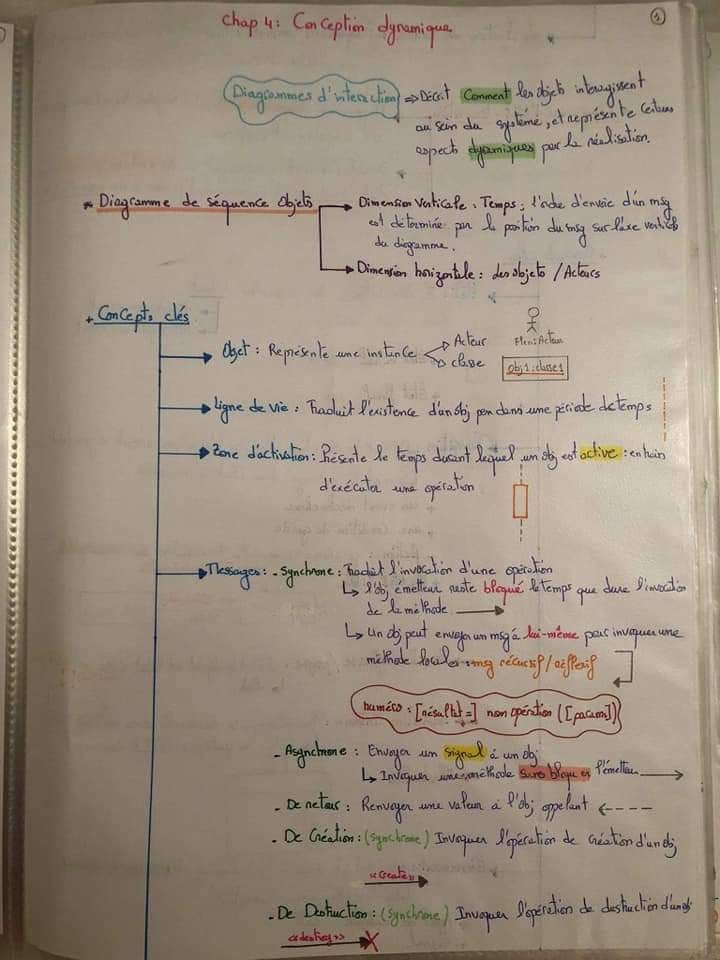 Chap 4: Conception dynamique
1
Diagrammes d'interaction => Décrit Comment les objets interagissent
au sein du système, et représente certains
aspects dynamiques par la réalisation.
* Diagramme de séquence Objets
Dimension Verticale : Temps : l'ordre d'envoie d'un msg
est déterminé par la position du msg sur l'axe vertical
du diagramme.
Dimension horizontale : des objets / Acteurs
+ Concepts clés
Objet : Représente une instance
Acteur
classe
:Acteur
obj1:classe1
Ligne de vie : Traduit l'existence d'un obj pendans une période de temps
Zone d'activation : Présente le temps durant lequel un obj est active : en train
d'exécuter une opération
Messages : - Synchrone : Traduit l'invocation d'une opération
↳ l'obj émetteur reste bloqué le temps que dure l'invocation
de la méthode
↳ Un obj peut envoyer un msg à lui-même par invoquer une
méthode locale : msg récursif / réflexif
numéro : [résultat =] nom opération ([params])
- Asynchrone : Envoyer un signal à un obj
↳ Invoquer une méthode sans bloquer l'émetteur
- De retour : Renvoyer une valeur à l'obj appelant
- De Création : (synchrone) Invoquer l'opération de création d'un obj
«create»
- De Destruction : (synchrone) Invoquer l'opération de destruction d'un obj
«destroy»